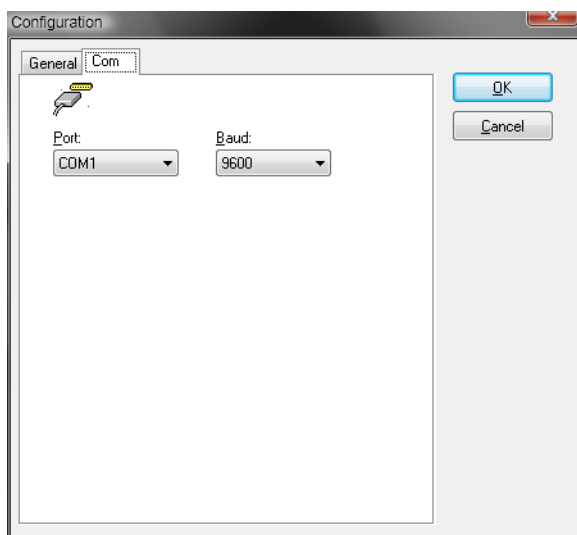 Configuration
General
Com
OK
Cancel
Port:
Baud:
COM1
9600